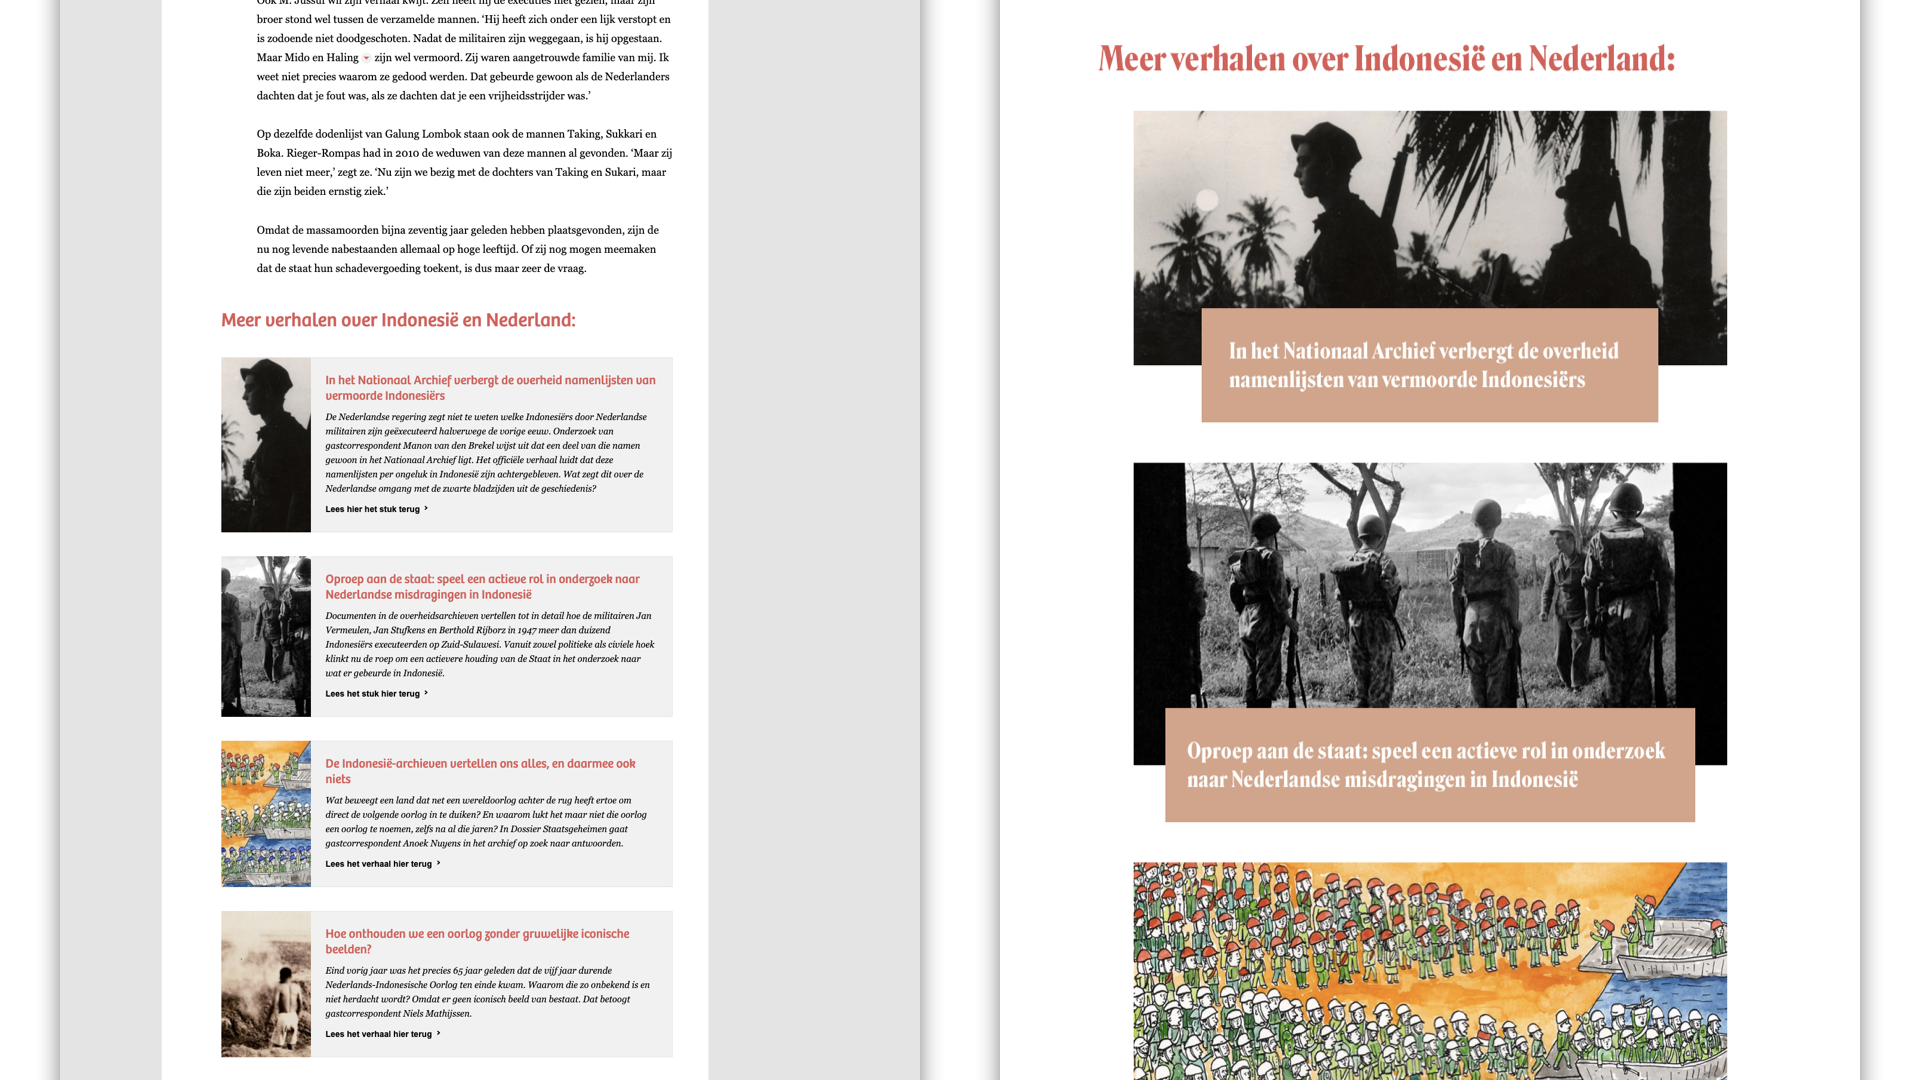 Ook M. Jussuf wil zijn verhaal kwijt. Zelf heeft hij de executies niet gezien, maar zijn
broer stond wel tussen de verzamelde mannen. ‘Hij heeft zich onder een lijk verstopt en
is zodoende niet doodgeschoten. Nadat de militairen zijn weggegaan, is hij opgestaan.
Maar Mido en Haling zijn wel vermoord. Zij waren aangetrouwde familie van mij. Ik
weet niet precies waarom ze gedood werden. Dat gebeurde gewoon als de Nederlanders
dachten dat je fout was, als ze dachten dat je een vrijheidsstrijder was.’
Op dezelfde dodenlijst van Galung Lombok staan ook de mannen Taking, Sukkari en
Boka. Rieger-Rompas had in 2010 de weduwen van deze mannen al gevonden. ‘Maar zij
leven niet meer,’ zegt ze. ‘Nu zijn we bezig met de dochters van Taking en Sukari, maar
die zijn beiden ernstig ziek.’
Omdat de massamoorden bijna zeventig jaar geleden hebben plaatsgevonden, zijn de
nu nog levende nabestaanden allemaal op hoge leeftijd. Of zij nog mogen meemaken
dat de staat hun schadevergoeding toekent, is dus maar zeer de vraag.
Meer verhalen over Indonesië en Nederland:
In het Nationaal Archief verbergt de overheid namenlijsten van
vermoorde Indonesiërs
De Nederlandse regering zegt niet te weten welke Indonesiërs door Nederlandse
militairen zijn geëxecuteerd halverwege de vorige eeuw. Onderzoek van
gastcorrespondent Manon van den Brekel wijst uit dat een deel van die namen
gewoon in het Nationaal Archief ligt. Het officiële verhaal luidt dat deze
namenlijsten per ongeluk in Indonesië zijn achtergebleven. Wat zegt dit over de
Nederlandse omgang met de zwarte bladzijden uit de geschiedenis?
Lees hier het stuk terug ›
Oproep aan de staat: speel een actieve rol in onderzoek naar
Nederlandse misdragingen in Indonesië
Documenten in de overheidsarchieven vertellen tot in detail hoe de militairen Jan
Vermeulen, Jan Stufkens en Berthold Rijborz in 1947 meer dan duizend
Indonesiërs executeerden op Zuid-Sulawesi. Vanuit zowel politieke als civiele hoek
klinkt nu de roep om een actievere houding van de Staat in het onderzoek naar
wat er gebeurde in Indonesië.
Lees het stuk hier terug ›
De Indonesië-archieven vertellen ons alles, en daarmee ook
niets
Wat beweegt een land dat net een wereldoorlog achter de rug heeft ertoe om
direct de volgende oorlog in te duiken? En waarom lukt het maar niet die oorlog
een oorlog te noemen, zelfs na al die jaren? In Dossier Staatsgeheimen gaat
gastcorrespondent Anoek Nuyens in het archief op zoek naar antwoorden.
Lees het verhaal hier terug ›
Hoe onthouden we een oorlog zonder gruwelijke iconische
beelden?
Eind vorig jaar was het precies 65 jaar geleden dat de vijf jaar durende
Nederlands-Indonesische Oorlog ten einde kwam. Waarom die zo onbekend is en
niet herdacht wordt? Omdat er geen iconisch beeld van bestaat. Dat betoogt
gastcorrespondent Niels Mathijssen.
Lees het verhaal hier terug ›
Meer verhalen over Indonesië en Nederland:
In het Nationaal Archief verbergt de overheid
namenlijsten van vermoorde Indonesiërs
Oproep aan de staat: speel een actieve rol in onderzoek
naar Nederlandse misdragingen in Indonesië